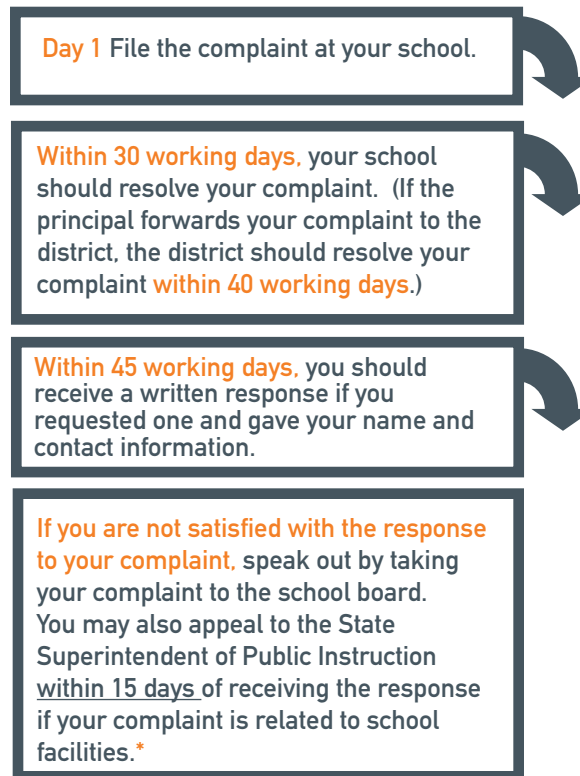 Day 1 File the complaint at your school.
Within 30 working days, your school
should resolve your complaint.  (If the
principal forwards your complaint to the
district, the district should resolve your
complaint within 40 working days.)
Within 45 working days, you should
receive a written response if you
requested one and gave your name and
contact information.
If you are not satisfied with the response
to your complaint, speak out by taking
your complaint to the school board.
You may also appeal to the State
Superintendent of Public Instruction
within 15 days of receiving the response
if your complaint is related to school
facilities.*